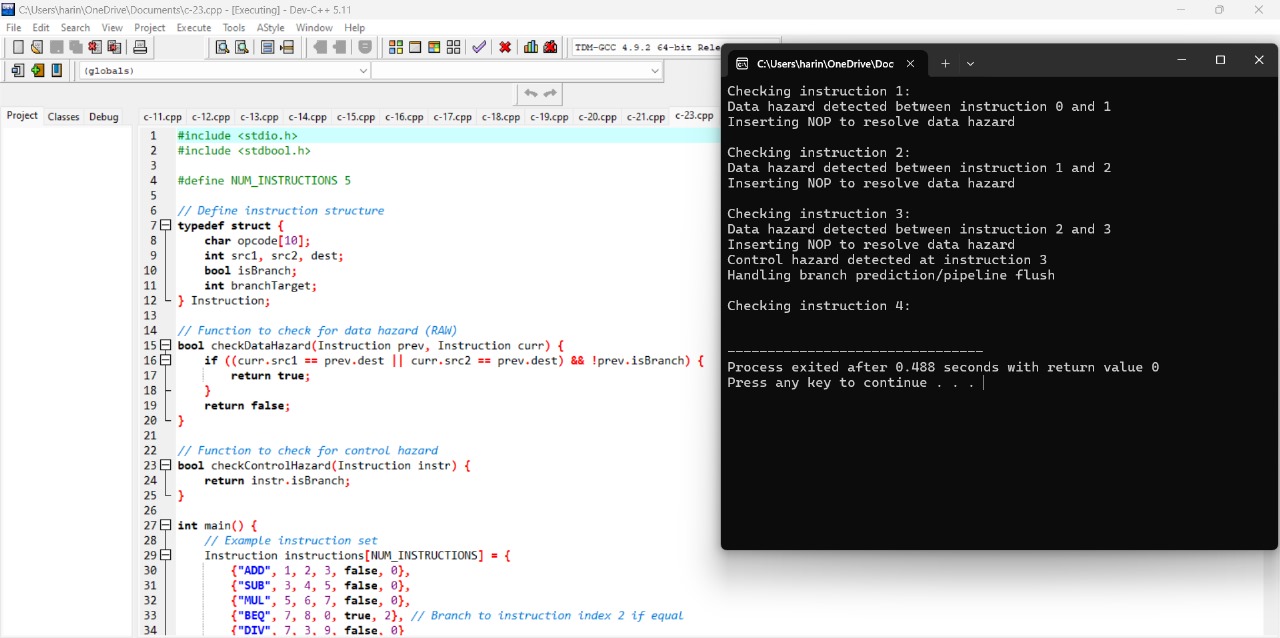 C:\Users\harin\OneDrive\Documents\c-23.cpp - [Executing] - Dev-C++ 5.11
File Edit Search View Project Execute Tools AStyle Window Help
TDM-GCC 4.9.2 64-bit Rele
(globals)
Project Classes Debug
c-11.cpp c-12.cpp c-13.cpp c-14.cpp c-15.cpp c-16.cpp c-17.cpp c-18.cpp c-19.cpp c-20.cpp c-21.cpp c-23.cpp
1 #include <stdio.h>
2 #include <stdbool.h>
3
4 #define NUM_INSTRUCTIONS 5
5
6 // Define instruction structure
7 typedef struct {
8 char opcode[10];
9 int src1, src2, dest;
10 bool isBranch;
11 int branchTarget;
12 } Instruction;
13
14 // Function to check for data hazard (RAW)
15 bool checkDataHazard(Instruction prev, Instruction curr) {
16 if ((curr.src1 == prev.dest || curr.src2 == prev.dest) && !prev.isBranch) {
17 return true;
18 }
19 return false;
20 }
21
22 // Function to check for control hazard
23 bool checkControlHazard(Instruction instr) {
24 return instr.isBranch;
25 }
26
27 int main() {
28 // Example instruction set
29 Instruction instructions[NUM_INSTRUCTIONS] = {
30 {"ADD", 1, 2, 3, false, 0},
31 {"SUB", 3, 4, 5, false, 0},
32 {"MUL", 5, 6, 7, false, 0},
33 {"BEQ", 7, 8, 0, true, 2}, // Branch to instruction index 2 if equal
34 {"DIV", 7, 3, 9, false, 0}
C:\Users\harin\OneDrive\Doc
Checking instruction 1:
Data hazard detected between instruction 0 and 1
Inserting NOP to resolve data hazard
Checking instruction 2:
Data hazard detected between instruction 1 and 2
Inserting NOP to resolve data hazard
Checking instruction 3:
Data hazard detected between instruction 2 and 3
Inserting NOP to resolve data hazard
Control hazard detected at instruction 3
Handling branch prediction/pipeline flush
Checking instruction 4:
--------------------------------
Process exited after 0.488 seconds with return value 0
Press any key to continue . . .